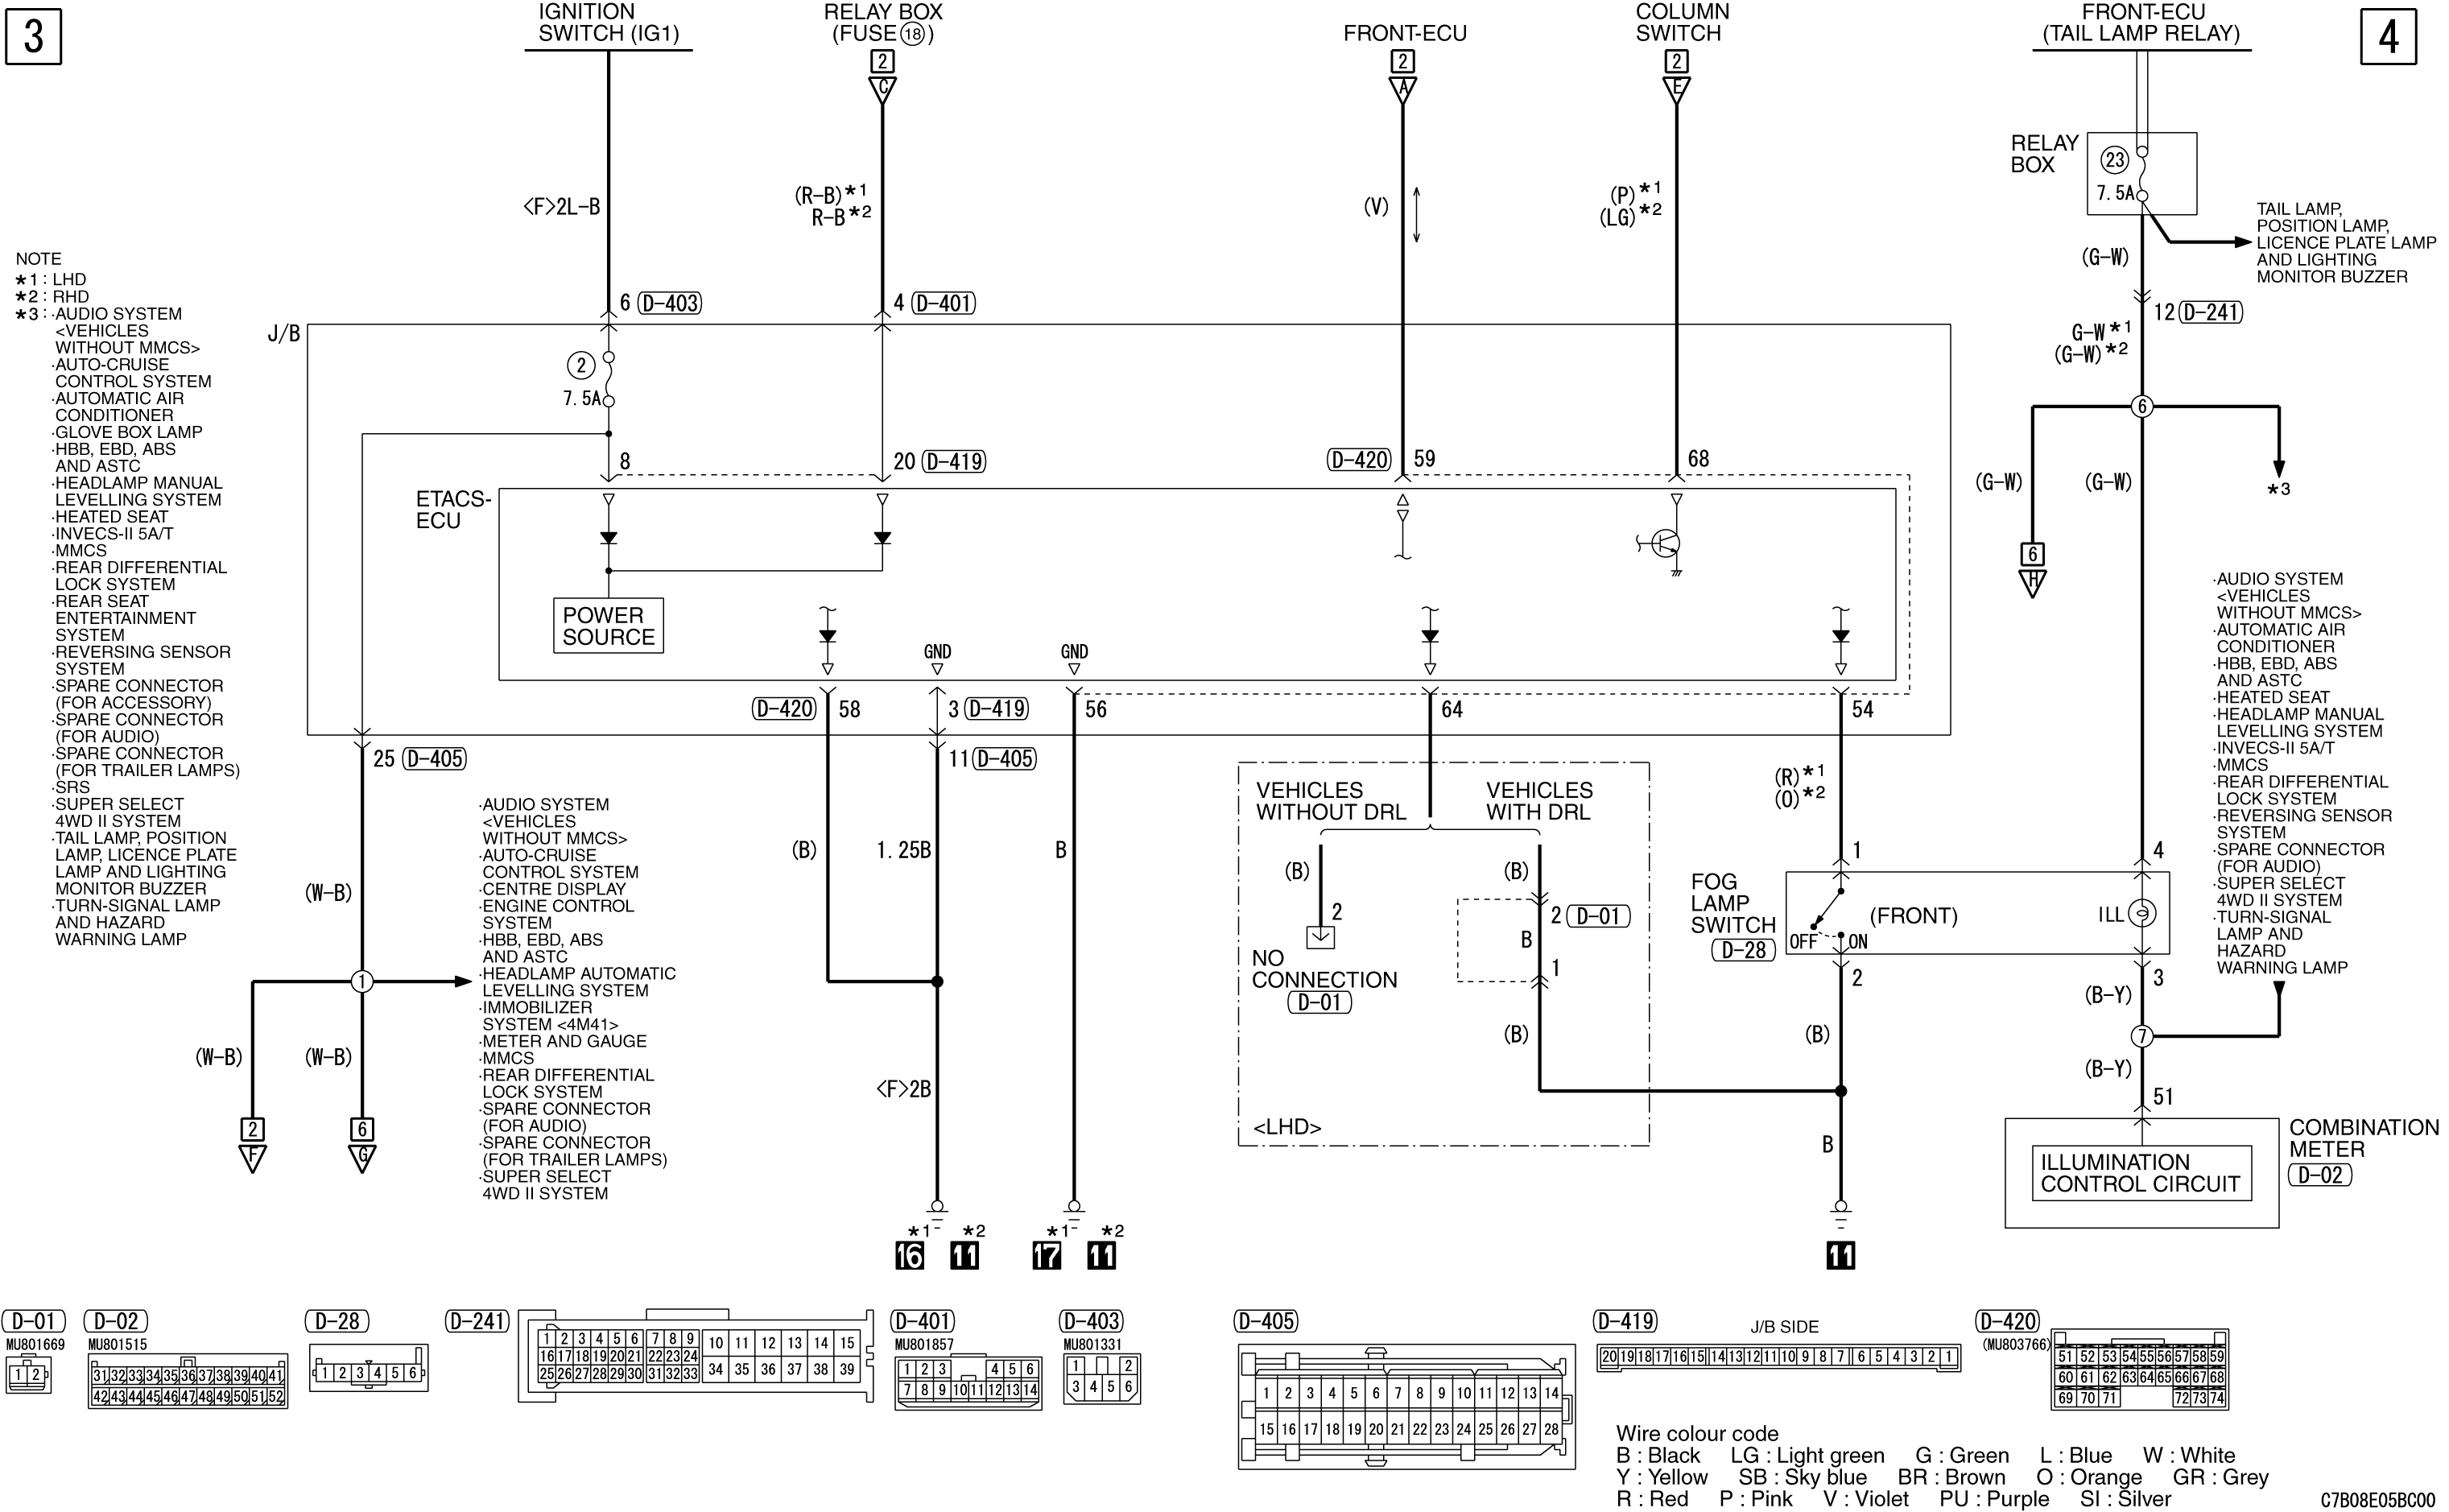 3
IGNITION
SWITCH (IG1)
RELAY BOX
(FUSE 18)
FRONT-ECU
COLUMN
SWITCH
FRONT-ECU
(TAIL LAMP RELAY)
4
2
C
2
A
2
E
RELAY
BOX
23
7.5A
<F>2L-B
(R-B)*1
R-B*2
(V)
(P)*1
(LG)*2
(G-W)
TAIL LAMP,
POSITION LAMP,
LICENCE PLATE LAMP
AND LIGHTING
MONITOR BUZZER
12 D-241
G-W*1
(G-W)*2
6
(G-W)
(G-W)
*3
6
H
NOTE
*1 : LHD
*2 : RHD
*3 : ·AUDIO SYSTEM
<VEHICLES
WITHOUT MMCS>
·AUTO-CRUISE
CONTROL SYSTEM
·AUTOMATIC AIR
CONDITIONER
·GLOVE BOX LAMP
·HBB, EBD, ABS
AND ASTC
·HEADLAMP MANUAL
LEVELLING SYSTEM
·HEATED SEAT
·INVECS-II 5A/T
·MMCS
·REAR DIFFERENTIAL
LOCK SYSTEM
·REAR SEAT
ENTERTAINMENT
SYSTEM
·REVERSING SENSOR
SYSTEM
·SPARE CONNECTOR
(FOR ACCESSORY)
·SPARE CONNECTOR
(FOR AUDIO)
·SPARE CONNECTOR
(FOR TRAILER LAMPS)
·SRS
·SUPER SELECT
4WD II SYSTEM
·TAIL LAMP, POSITION
LAMP, LICENCE PLATE
LAMP AND LIGHTING
MONITOR BUZZER
·TURN-SIGNAL LAMP
AND HAZARD
WARNING LAMP
6 D-403
4 D-401
J/B
2
7.5A
8
20 D-419
D-420 59
68
ETACS-
ECU
POWER
SOURCE
GND
GND
D-420 58
3 D-419
56
64
54
25 D-405
11 D-405
(W-B)
1
(W-B)
(W-B)
2
F
6
G
·AUDIO SYSTEM
<VEHICLES
WITHOUT MMCS>
·AUTO-CRUISE
CONTROL SYSTEM
·CENTRE DISPLAY
·ENGINE CONTROL
SYSTEM
·HBB, EBD, ABS
AND ASTC
·HEADLAMP AUTOMATIC
LEVELLING SYSTEM
·IMMOBILIZER
SYSTEM <4M41>
·METER AND GAUGE
·MMCS
·REAR DIFFERENTIAL
LOCK SYSTEM
·SPARE CONNECTOR
(FOR AUDIO)
·SPARE CONNECTOR
(FOR TRAILER LAMPS)
·SUPER SELECT
4WD II SYSTEM
(B)
1.25B
B
<F>2B
*1 *2
16 11
*1 *2
17 11
VEHICLES
WITHOUT DRL
VEHICLES
WITH DRL
(B)
2
NO
CONNECTION
D-01
(B)
2 D-01
B
1
(B)
<LHD>
(R)*1
(O)*2
1
FOG
LAMP
SWITCH
D-28
(FRONT)
OFF
ON
ILL
4
2
3
(B)
B
11
(B-Y)
7
(B-Y)
51
·AUDIO SYSTEM
<VEHICLES
WITHOUT MMCS>
·AUTOMATIC AIR
CONDITIONER
·HBB, EBD, ABS
AND ASTC
·HEATED SEAT
·HEADLAMP MANUAL
LEVELLING SYSTEM
·INVECS-II 5A/T
·MMCS
·REAR DIFFERENTIAL
LOCK SYSTEM
·REVERSING SENSOR
SYSTEM
·SPARE CONNECTOR
(FOR AUDIO)
·SUPER SELECT
4WD II SYSTEM
·TURN-SIGNAL
LAMP AND
HAZARD
WARNING LAMP
COMBINATION
METER
D-02
ILLUMINATION
CONTROL CIRCUIT
D-01
MU801669
1 2
D-02
MU801515
31 32 33 34 35 36 37 38 39 40 41
42 43 44 45 46 47 48 49 50 51 52
D-28
1 2 3 4 5 6
D-241
1 2 3 4 5 6 7 8 9 10 11 12 13 14 15
16 17 18 19 20 21 22 23 24
25 26 27 28 29 30 31 32 33 34 35 36 37 38 39
D-401
MU801857
1 2 3 4 5 6
7 8 9 10 11 12 13 14
D-403
MU801331
1 2
3 4 5 6
D-405
1 2 3 4 5 6 7 8 9 10 11 12 13 14
15 16 17 18 19 20 21 22 23 24 25 26 27 28
D-419
J/B SIDE
20 19 18 17 16 15 14 13 12 11 10 9 8 7 6 5 4 3 2 1
D-420
(MU803766)
51 52 53 54 55 56 57 58 59
60 61 62 63 64 65 66 67 68
69 70 71 72 73 74
Wire colour code
B : Black LG : Light green G : Green L : Blue W : White
Y : Yellow SB : Sky blue BR : Brown O : Orange GR : Grey
R : Red P : Pink V : Violet PU : Purple SI : Silver
C7B08E05BC00